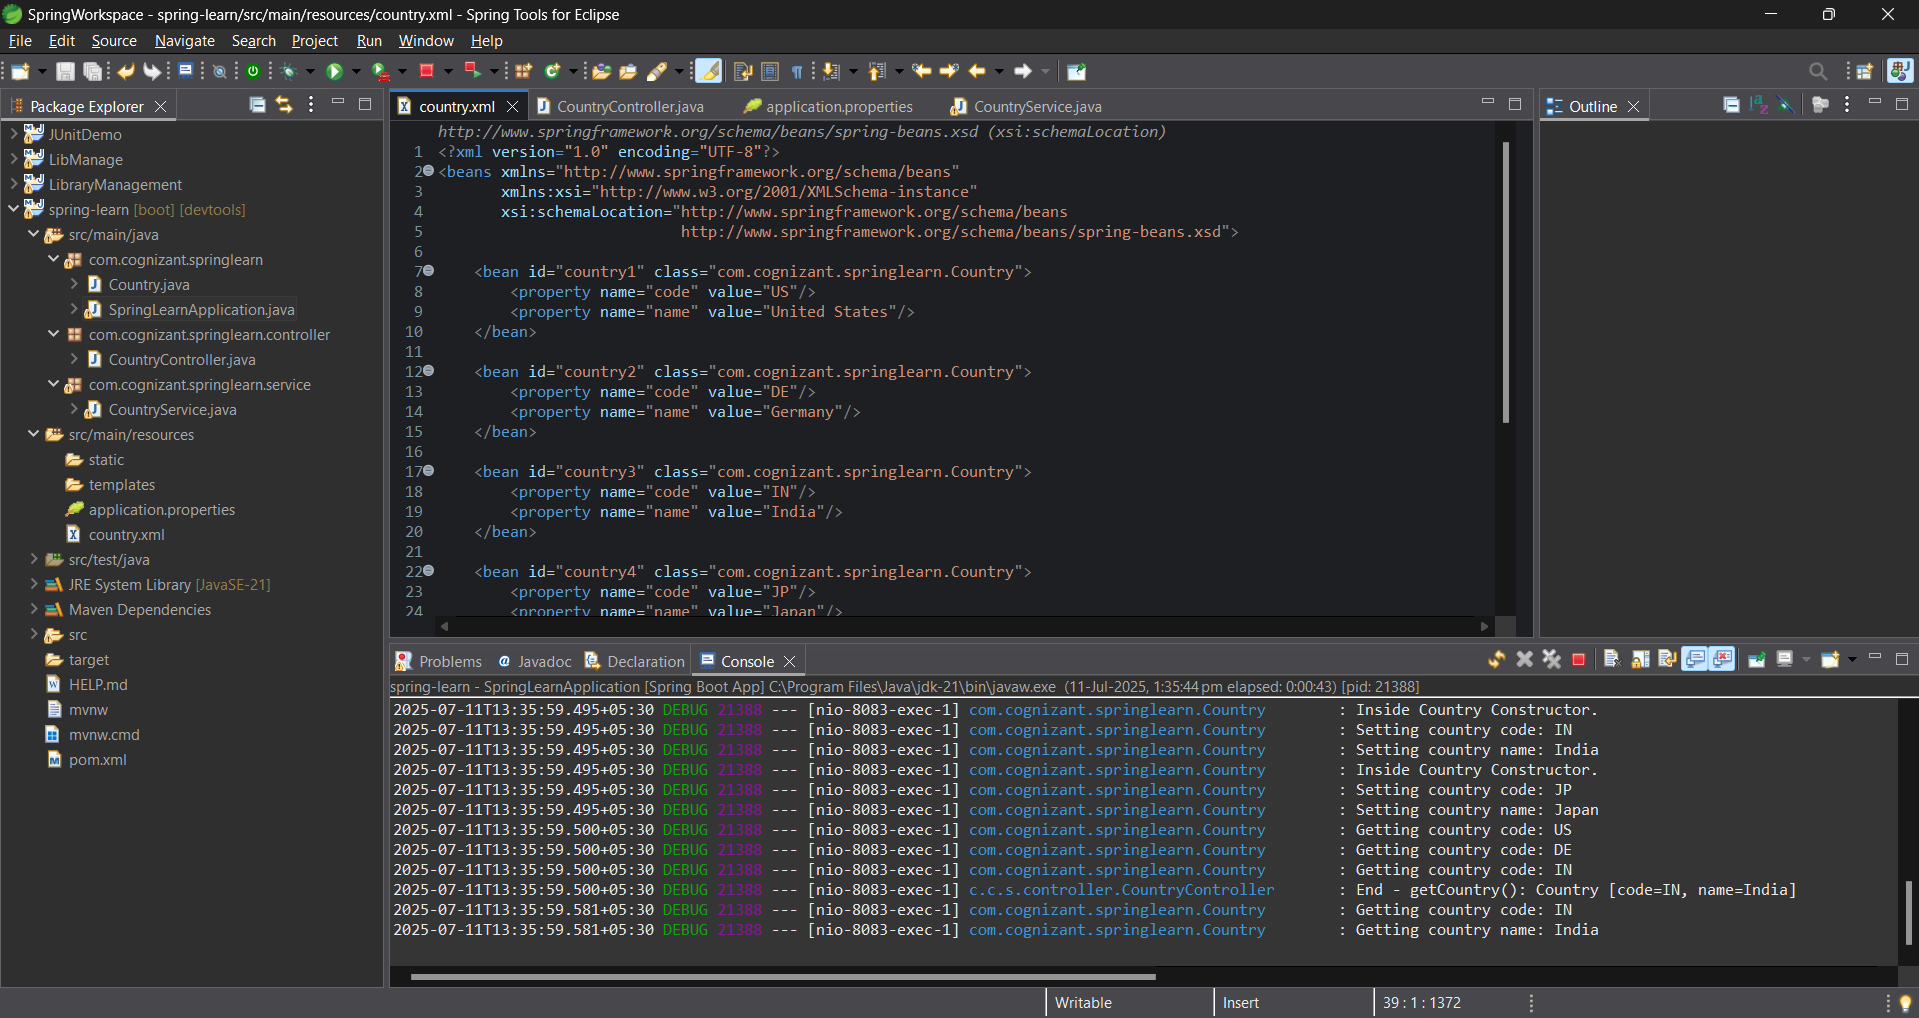 SpringWorkspace - spring-learn/src/main/resources/country.xml - Spring Tools for Eclipse
File Edit Source Navigate Search Project Run Window Help
Package Explorer
JUnitDemo
LibManage
LibraryManagement
spring-learn [boot] [devtools]
src/main/java
com.cognizant.springlearn
Country.java
SpringLearnApplication.java
com.cognizant.springlearn.controller
CountryController.java
com.cognizant.springlearn.service
CountryService.java
src/main/resources
static
templates
application.properties
country.xml
src/test/java
JRE System Library [JavaSE-21]
Maven Dependencies
src
target
HELP.md
mvnw
mvnw.cmd
pom.xml
country.xml CountryController.java application.properties CountryService.java
http://www.springframework.org/schema/beans/spring-beans.xsd (xsi:schemaLocation)
1 <?xml version="1.0" encoding="UTF-8"?>
2 <beans xmlns="http://www.springframework.org/schema/beans"
3 xmlns:xsi="http://www.w3.org/2001/XMLSchema-instance"
4 xsi:schemaLocation="http://www.springframework.org/schema/beans
5 http://www.springframework.org/schema/beans/spring-beans.xsd">
6
7 <bean id="country1" class="com.cognizant.springlearn.Country">
8 <property name="code" value="US"/>
9 <property name="name" value="United States"/>
10 </bean>
11
12 <bean id="country2" class="com.cognizant.springlearn.Country">
13 <property name="code" value="DE"/>
14 <property name="name" value="Germany"/>
15 </bean>
16
17 <bean id="country3" class="com.cognizant.springlearn.Country">
18 <property name="code" value="IN"/>
19 <property name="name" value="India"/>
20 </bean>
21
22 <bean id="country4" class="com.cognizant.springlearn.Country">
23 <property name="code" value="JP"/>
24 <property name="name" value="Japan"/>
Outline
Problems Javadoc Declaration Console
spring-learn - SpringLearnApplication [Spring Boot App] C:\Program Files\Java\jdk-21\bin\javaw.exe (11-Jul-2025, 1:35:44 pm elapsed: 0:00:43) [pid: 21388]
2025-07-11T13:35:59.495+05:30 DEBUG 21388 --- [nio-8083-exec-1] com.cognizant.springlearn.Country : Inside Country Constructor.
2025-07-11T13:35:59.495+05:30 DEBUG 21388 --- [nio-8083-exec-1] com.cognizant.springlearn.Country : Setting country code: IN
2025-07-11T13:35:59.495+05:30 DEBUG 21388 --- [nio-8083-exec-1] com.cognizant.springlearn.Country : Setting country name: India
2025-07-11T13:35:59.495+05:30 DEBUG 21388 --- [nio-8083-exec-1] com.cognizant.springlearn.Country : Inside Country Constructor.
2025-07-11T13:35:59.495+05:30 DEBUG 21388 --- [nio-8083-exec-1] com.cognizant.springlearn.Country : Setting country code: JP
2025-07-11T13:35:59.495+05:30 DEBUG 21388 --- [nio-8083-exec-1] com.cognizant.springlearn.Country : Setting country name: Japan
2025-07-11T13:35:59.500+05:30 DEBUG 21388 --- [nio-8083-exec-1] com.cognizant.springlearn.Country : Getting country code: US
2025-07-11T13:35:59.500+05:30 DEBUG 21388 --- [nio-8083-exec-1] com.cognizant.springlearn.Country : Getting country code: DE
2025-07-11T13:35:59.500+05:30 DEBUG 21388 --- [nio-8083-exec-1] com.cognizant.springlearn.Country : Getting country code: IN
2025-07-11T13:35:59.500+05:30 DEBUG 21388 --- [nio-8083-exec-1] c.c.s.controller.CountryController : End - getCountry(): Country [code=IN, name=India]
2025-07-11T13:35:59.581+05:30 DEBUG 21388 --- [nio-8083-exec-1] com.cognizant.springlearn.Country : Getting country code: IN
2025-07-11T13:35:59.581+05:30 DEBUG 21388 --- [nio-8083-exec-1] com.cognizant.springlearn.Country : Getting country name: India
Writable Insert 39 : 1 : 1372